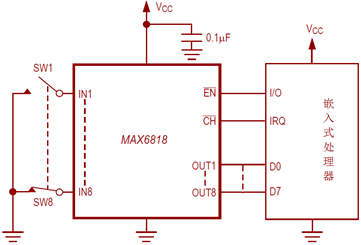 VCC
VCC
0.1μF
SW1
IN1
EN
I/O
CH
IRQ
MAX6818
嵌入式处理器
OUT1
D0
IN8
OUT8
D7
SW8